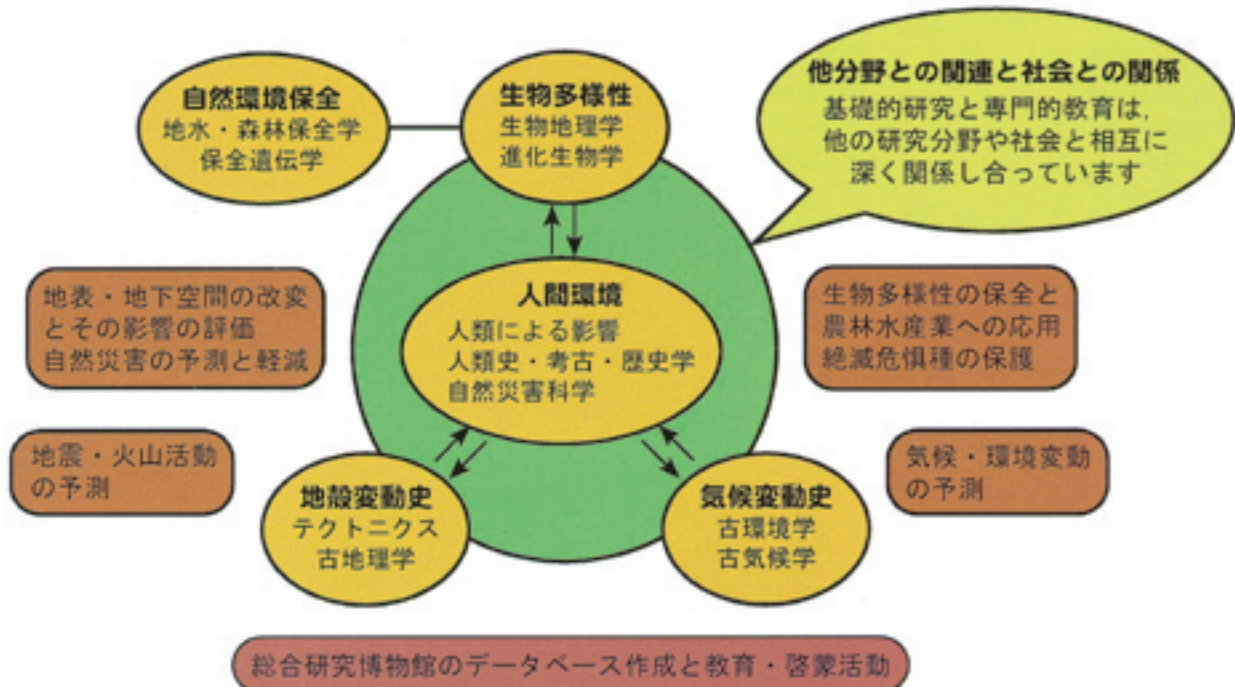 自然環境保全
地水・森林保全学
保全遺伝学
生物多様性
生物地理学
進化生物学
他分野との関連と社会との関係
基礎的研究と専門的教育は，
他の研究分野や社会と相互に
深く関係し合っています
地表・地下空間の改変
とその影響の評価
自然災害の予測と軽減
人間環境
人類による影響
人類史・考古・歴史学
自然災害科学
生物多様性の保全と
農林水産業への応用
絶滅危惧種の保護
地震・火山活動
の予測
地殻変動史
テクトニクス
古地理学
気候変動史
古環境学
古気候学
気候・環境変動
の予測
総合研究博物館のデータベース作成と教育・啓蒙活動